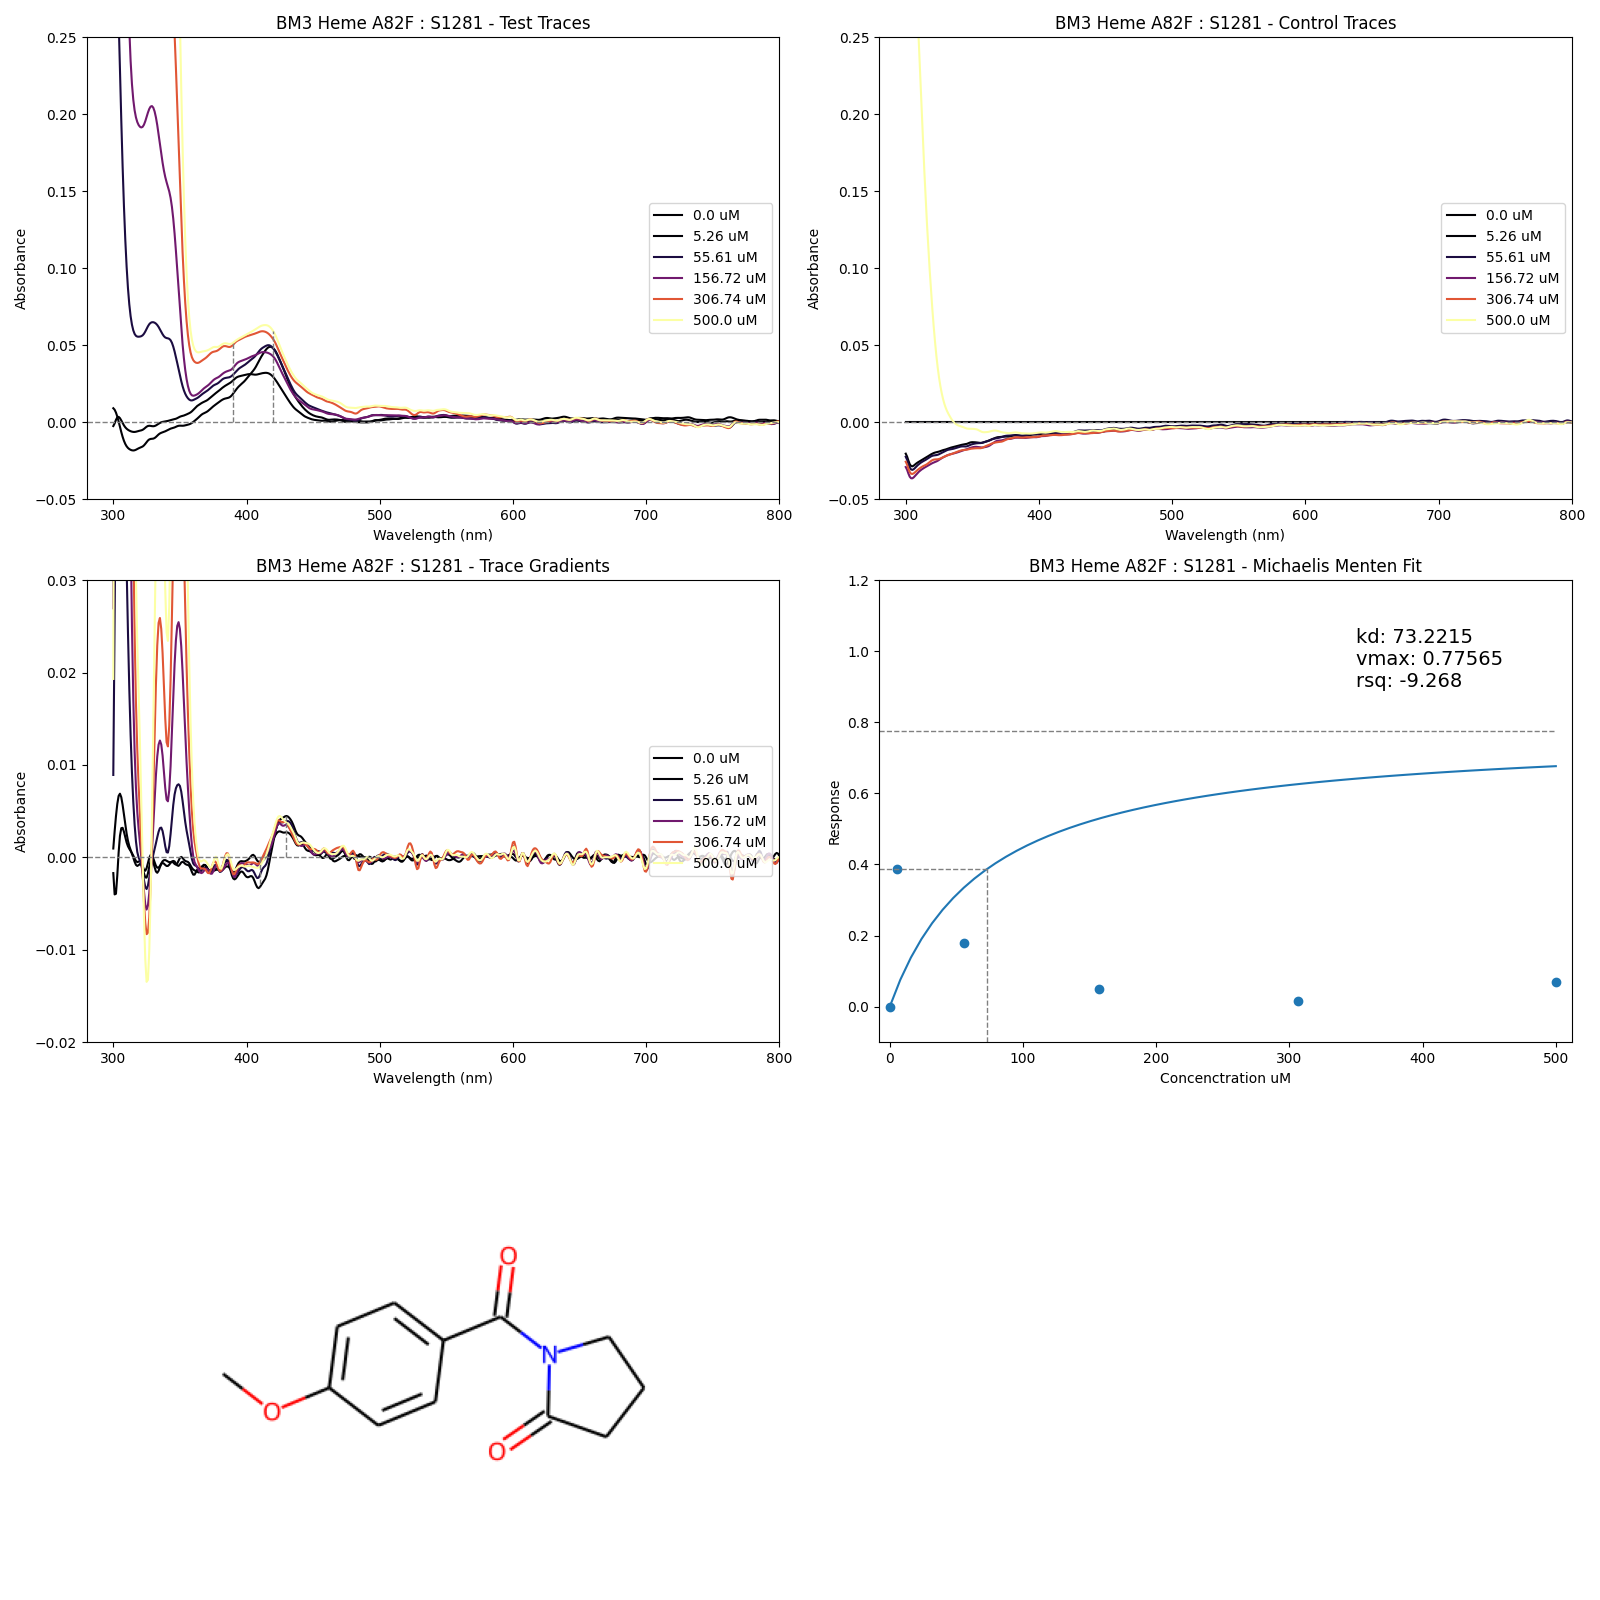 BM3 Heme A82F : S1281 - Test Traces
0.25
0.20
0.15
0.10
0.05
0.00
−0.05
Absorbance
0.0 uM
5.26 uM
55.61 uM
156.72 uM
306.74 uM
500.0 uM
300 400 500 600 700 800
Wavelength (nm)
BM3 Heme A82F : S1281 - Control Traces
0.25
0.20
0.15
0.10
0.05
0.00
−0.05
Absorbance
0.0 uM
5.26 uM
55.61 uM
156.72 uM
306.74 uM
500.0 uM
300 400 500 600 700 800
Wavelength (nm)
BM3 Heme A82F : S1281 - Trace Gradients
0.03
0.02
0.01
0.00
−0.01
−0.02
Absorbance
0.0 uM
5.26 uM
55.61 uM
156.72 uM
306.74 uM
500.0 uM
300 400 500 600 700 800
Wavelength (nm)
BM3 Heme A82F : S1281 - Michaelis Menten Fit
1.2
1.0
0.8
0.6
0.4
0.2
0.0
Response
kd: 73.2215
vmax: 0.77565
rsq: -9.268
0 100 200 300 400 500
Concenctration uM
O
N
O
O